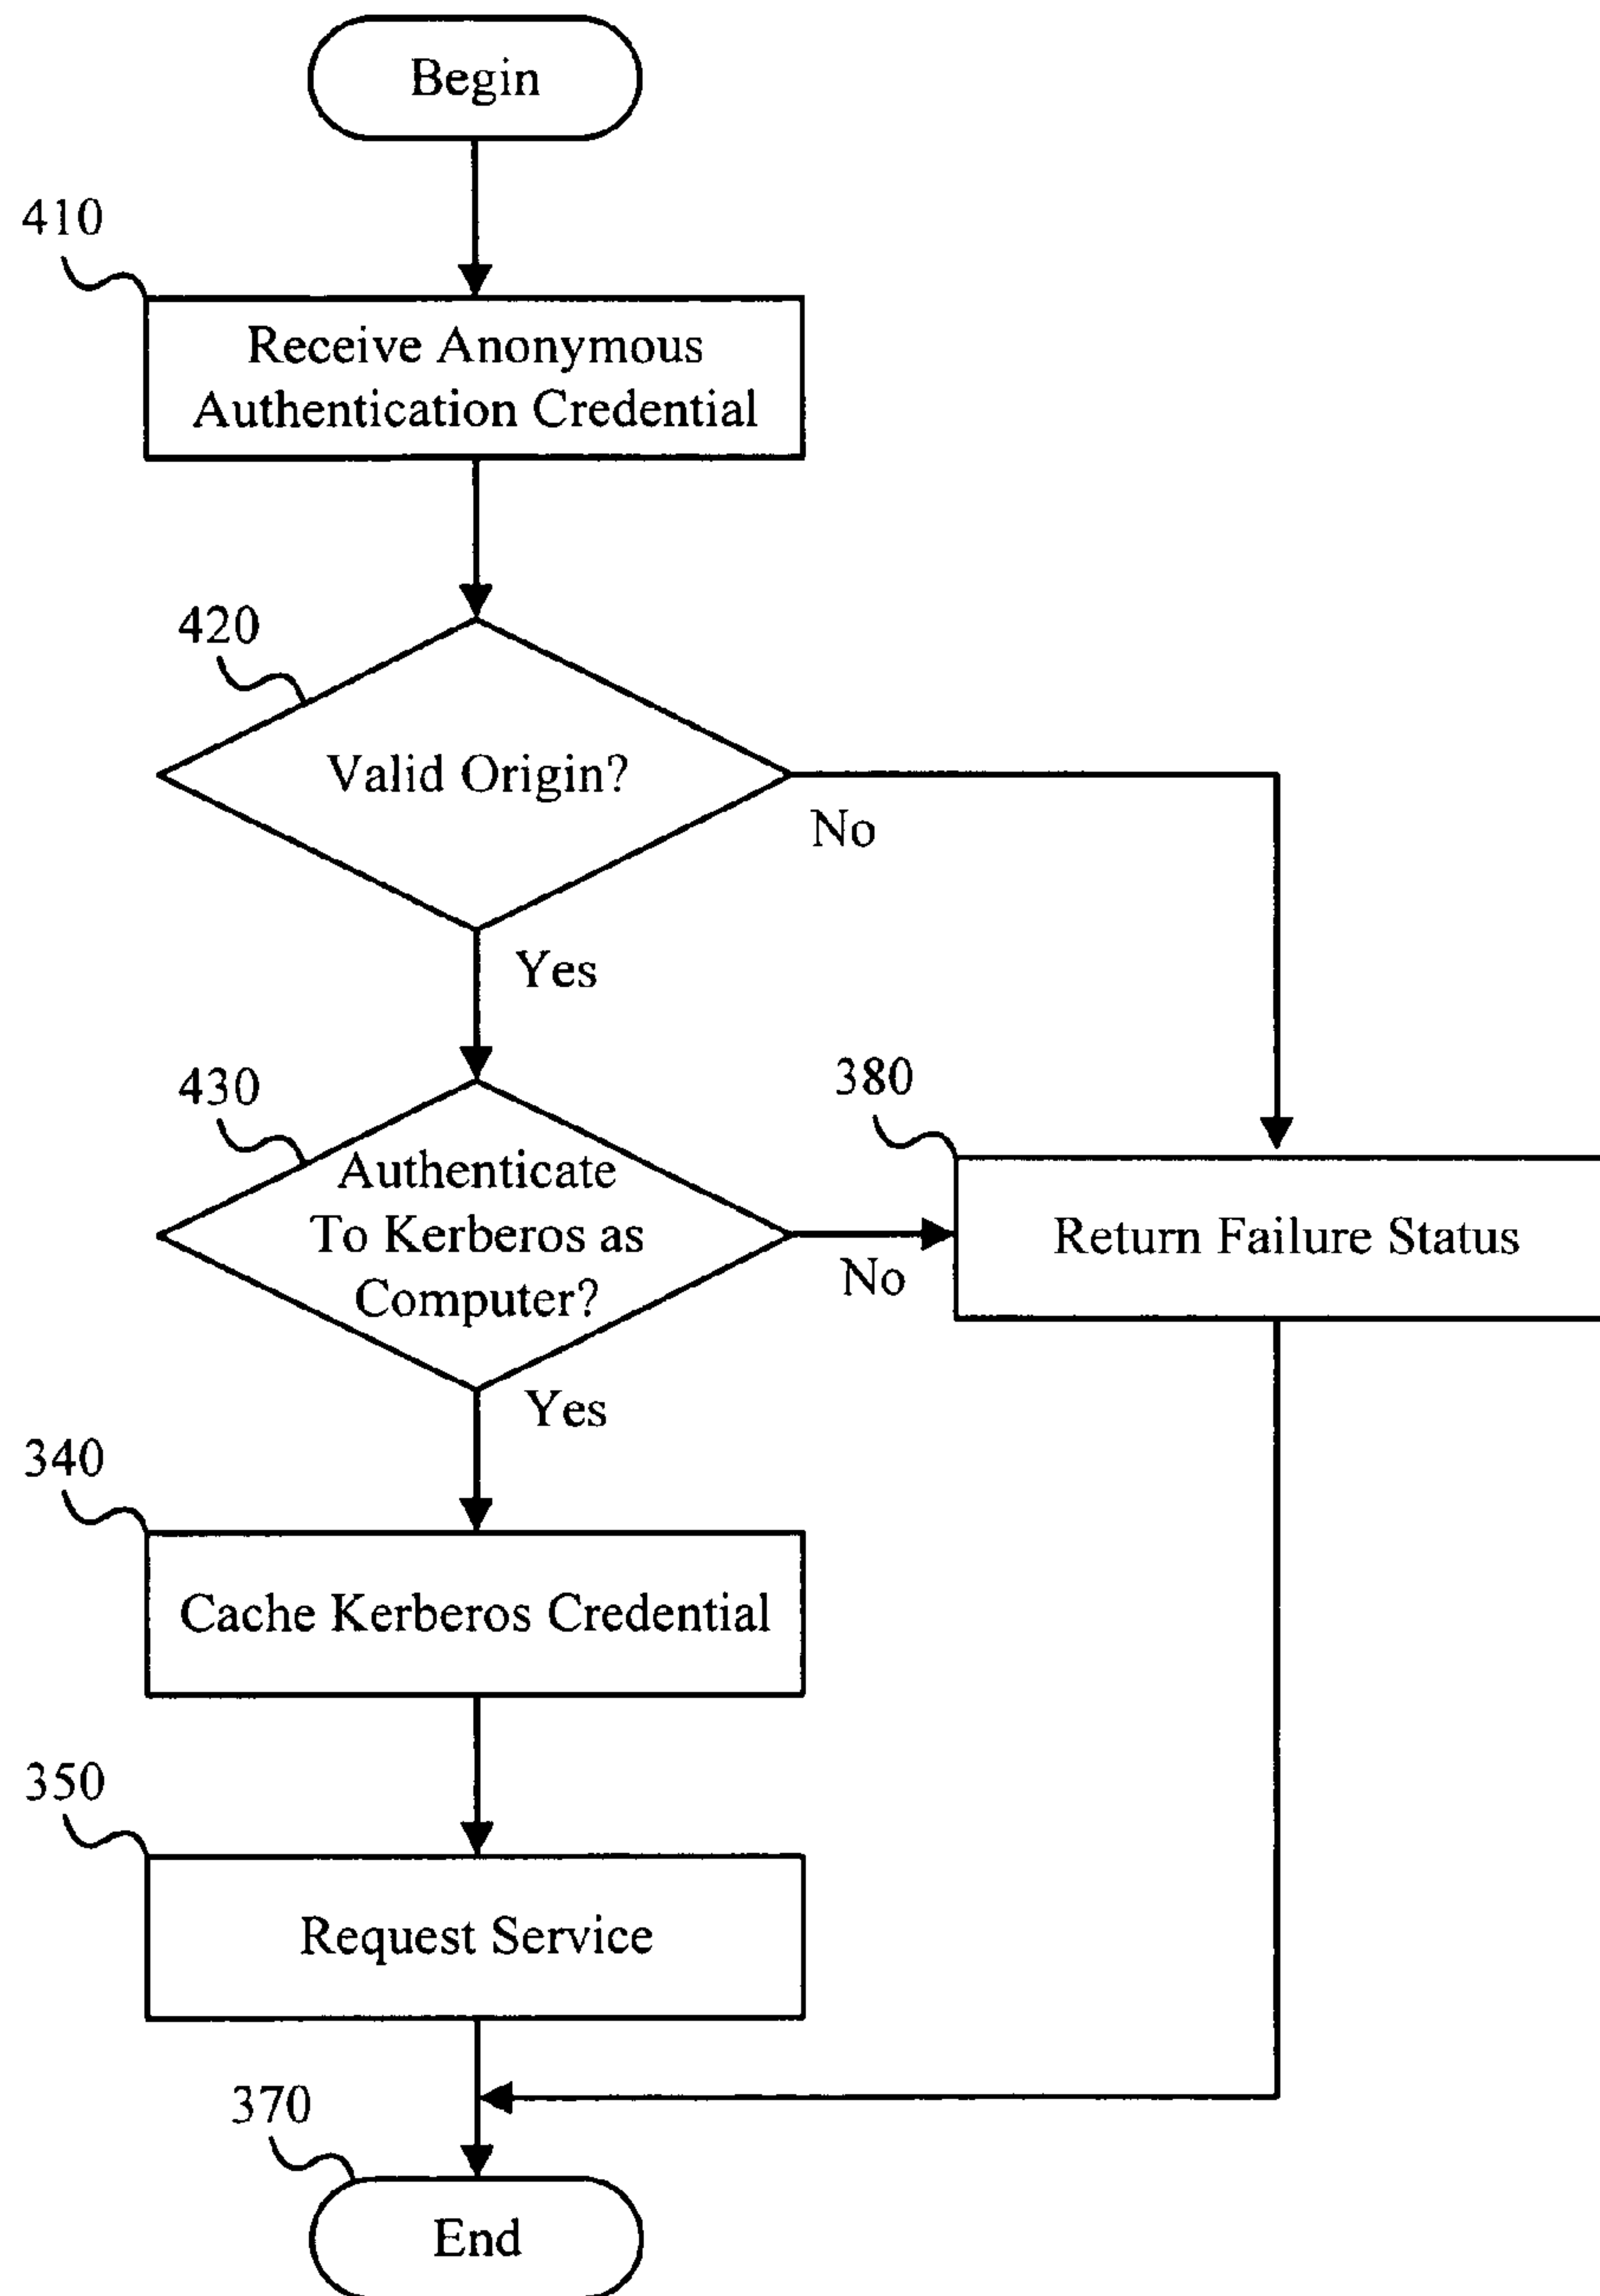 Begin
410
Receive Anonymous
Authentication Credential
420
Valid Origin?
No
Yes
430
Authenticate
To Kerberos as
Computer?
No
380
Return Failure Status
Yes
340
Cache Kerberos Credential
350
Request Service
370
End